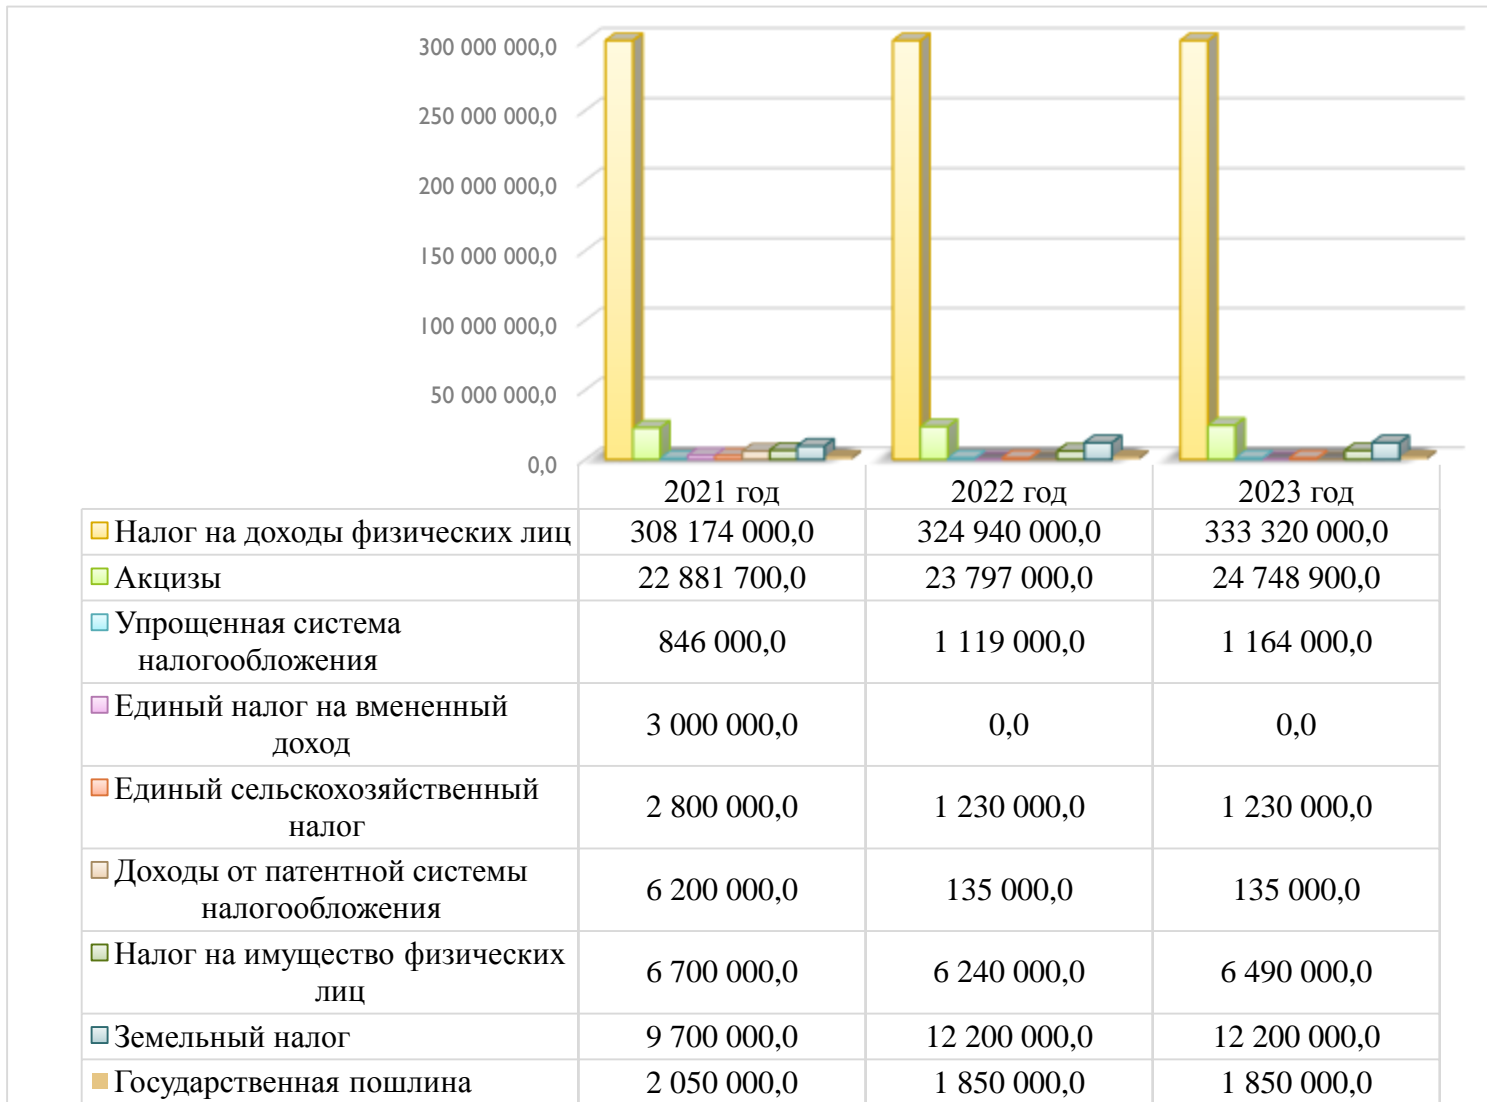 300 000 000,0
250 000 000,0
200 000 000,0
150 000 000,0
100 000 000,0
50 000 000,0
0,0
2021 год 2022 год 2023 год
Налог на доходы физических лиц 308 174 000,0 324 940 000,0 333 320 000,0
Акцизы 22 881 700,0 23 797 000,0 24 748 900,0
Упрощенная система
налогообложения 846 000,0 1 119 000,0 1 164 000,0
Единый налог на вмененный
доход 3 000 000,0 0,0 0,0
Единый сельскохозяйственный
налог 2 800 000,0 1 230 000,0 1 230 000,0
Доходы от патентной системы
налогообложения 6 200 000,0 135 000,0 135 000,0
Налог на имущество физических
лиц 6 700 000,0 6 240 000,0 6 490 000,0
Земельный налог 9 700 000,0 12 200 000,0 12 200 000,0
Государственная пошлина 2 050 000,0 1 850 000,0 1 850 000,0